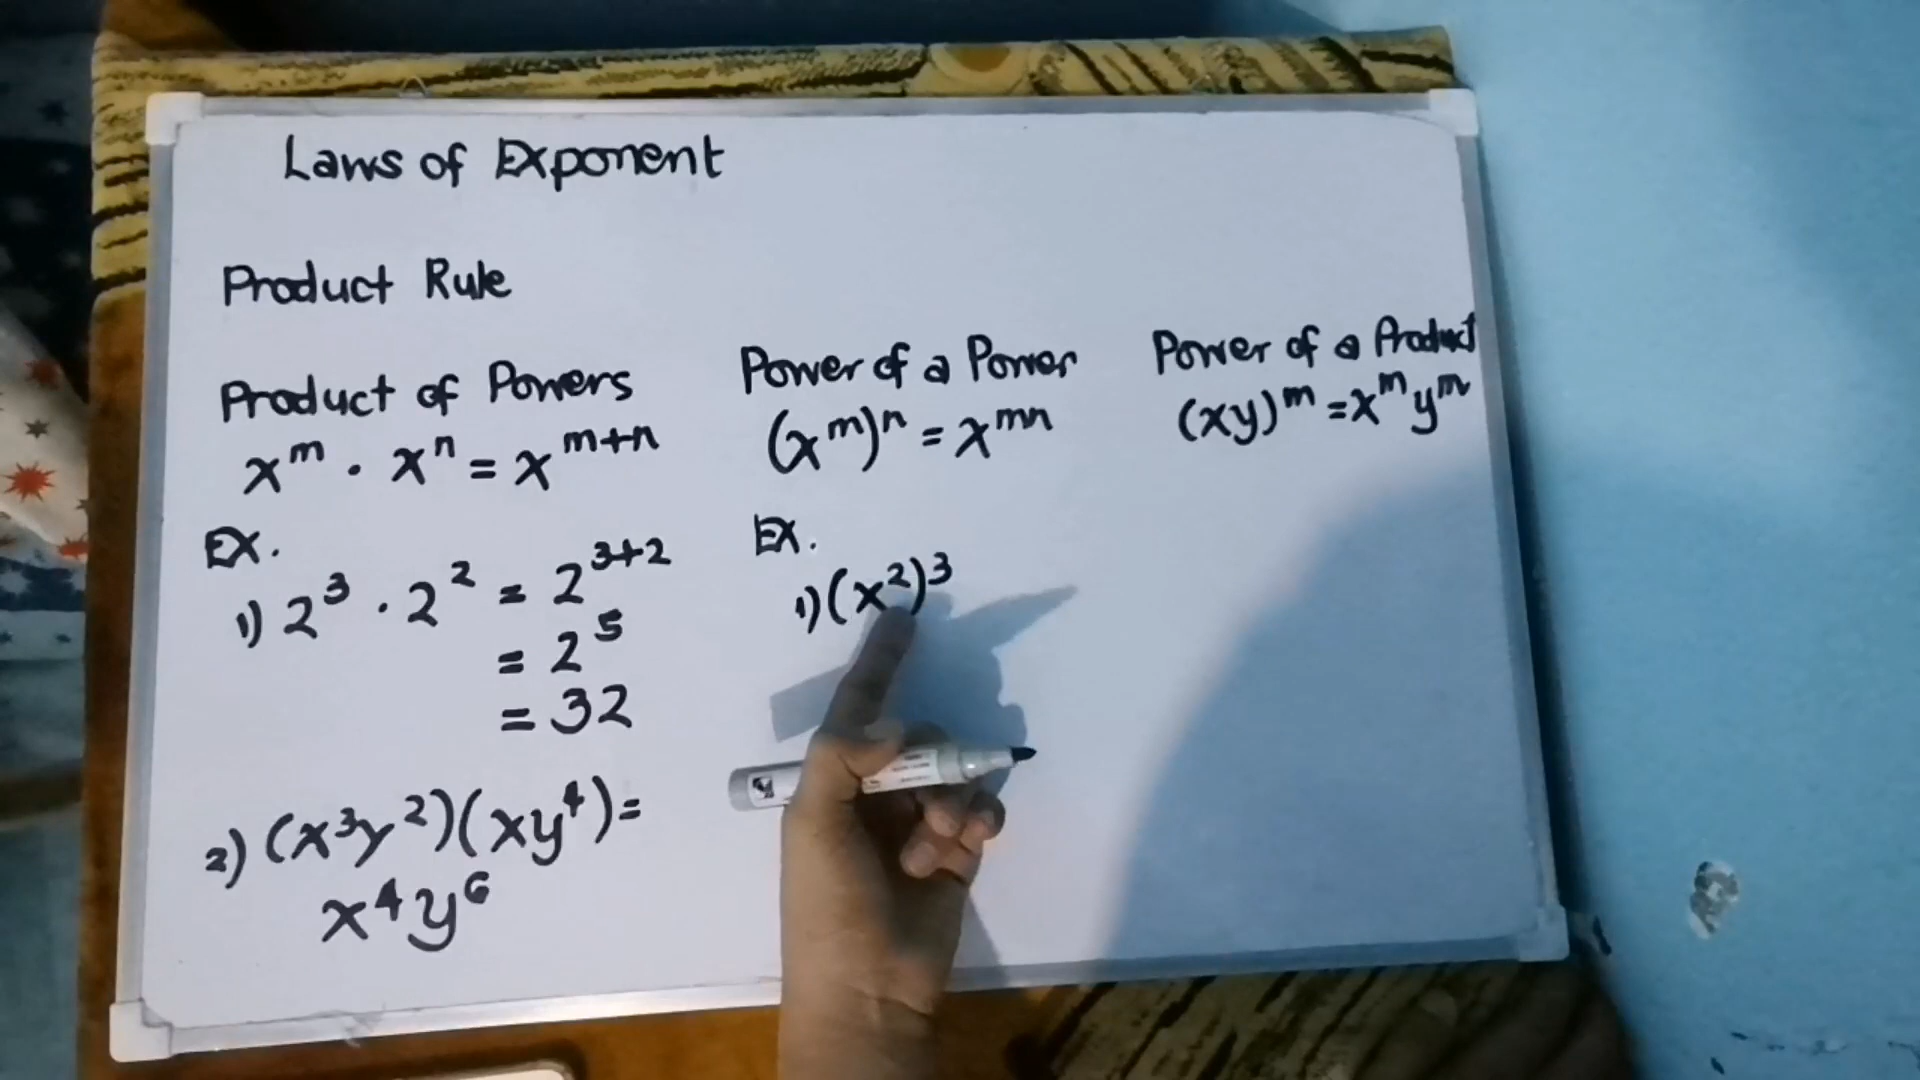 Laws of Exponent
Product Rule
Product of Powers
x^m · x^n = x^{m+n}
Ex.
1) 2^3 · 2^2 = 2^{3+2}
= 2^5
= 32
2) (x^3y^2)(xy^4) =
x^4y^6
Power of a Power
(x^m)^n = x^{mn}
Ex.
1) (x^2)^3
Power of a Product
(xy)^m = x^m y^m